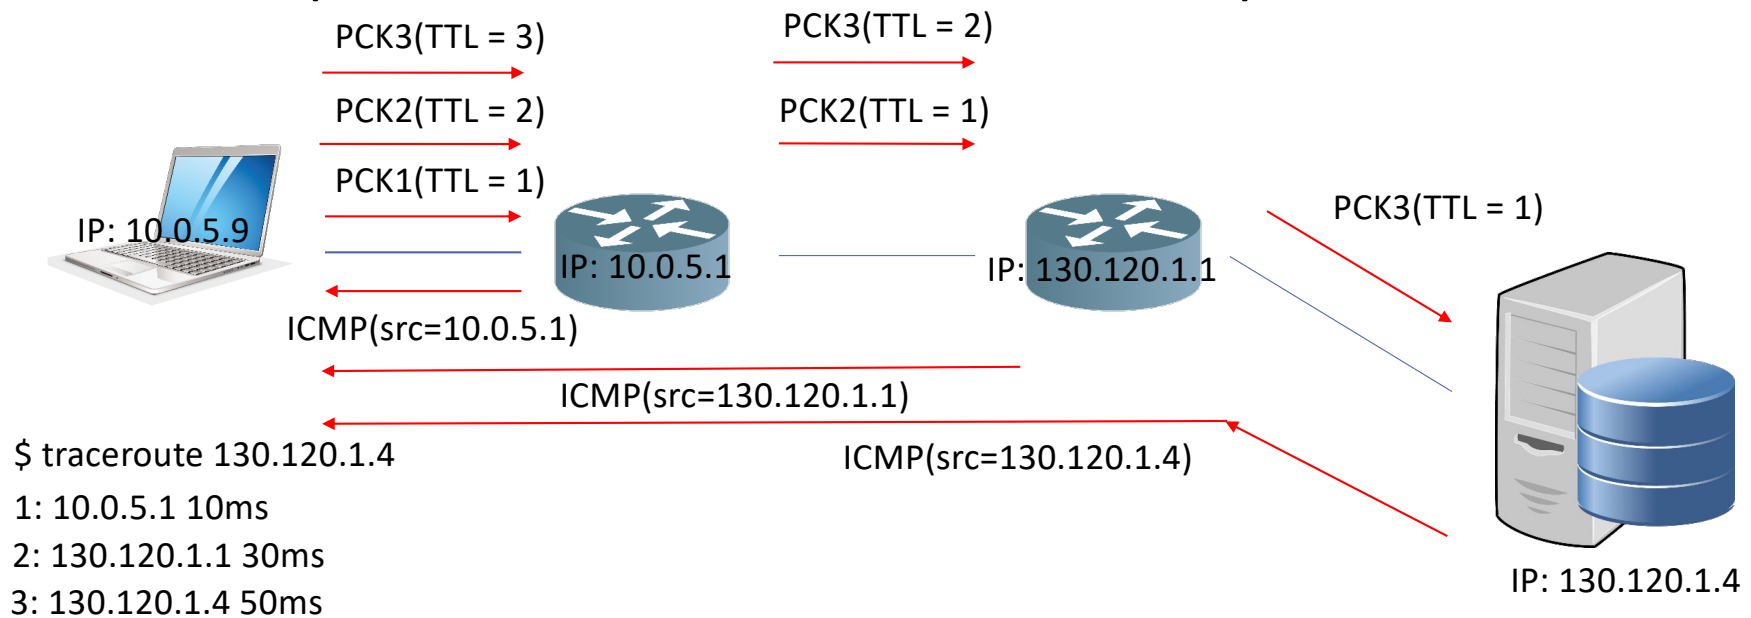 PCK3(TTL = 3)
PCK3(TTL = 2)
PCK2(TTL = 2)
PCK2(TTL = 1)
PCK1(TTL = 1)
PCK3(TTL = 1)
IP: 10.0.5.9
IP: 10.0.5.1
IP: 130.120.1.1
ICMP(src=10.0.5.1)
ICMP(src=130.120.1.1)
ICMP(src=130.120.1.4)
$ traceroute 130.120.1.4
1: 10.0.5.1 10ms
2: 130.120.1.1 30ms
3: 130.120.1.4 50ms
IP: 130.120.1.4